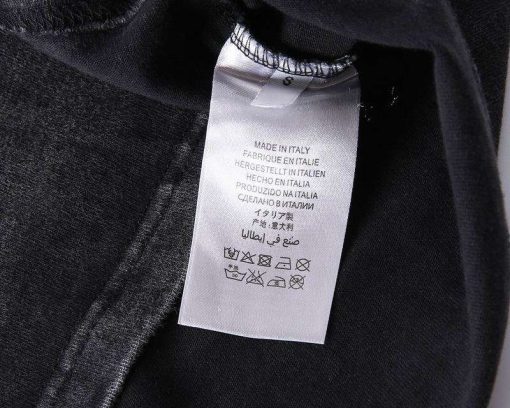 S
MADE IN ITALY
FABRIQUE EN ITALIE
HERGESTELLT IN ITALIEN
HECHO EN ITALIA
PRODUZIDO NA ITALIA
СДЕЛАНО В ИТАЛИИ
イタリア製
产地:意大利
صنع في إيطاليا